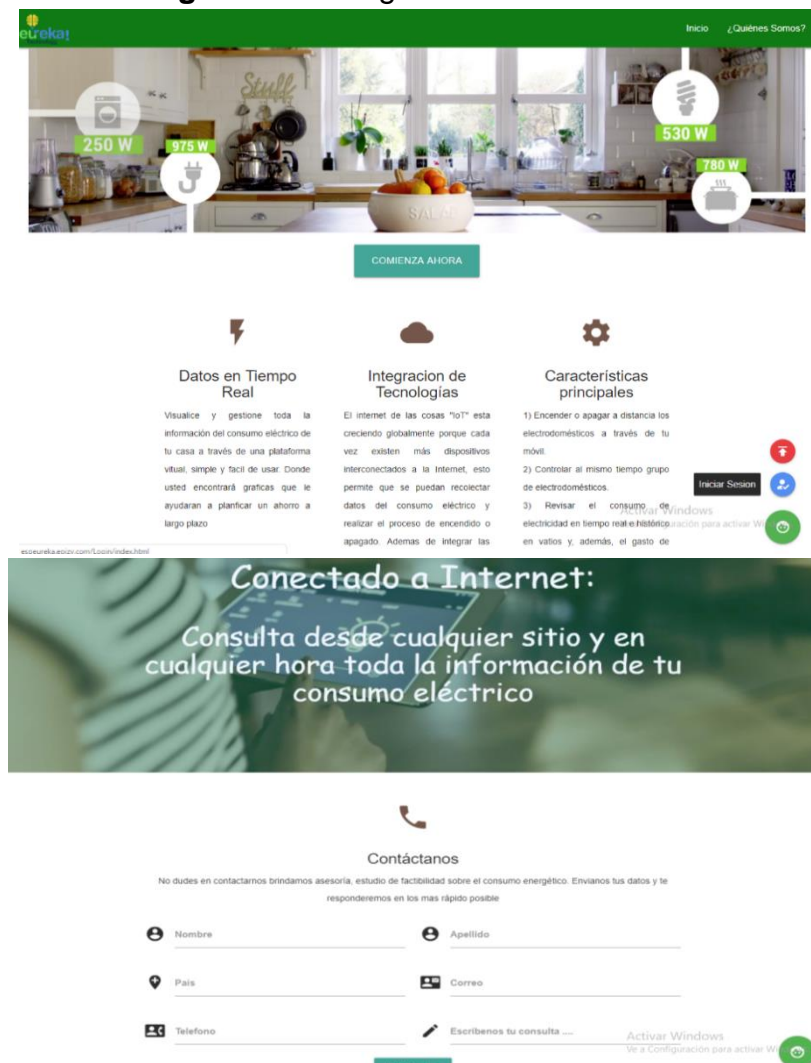 eureka!
Inicio ¿Quiénes Somos?
Stuff
250 W
975 W
530 W
780 W
SALAD
COMIENZA AHORA
Datos en Tiempo
Real
Visualice y gestione toda la
información del consumo eléctrico de
tu casa a través de una plataforma
vitual, simple y facil de usar. Donde
usted encontrará graficas que le
ayudaran a planficar un ahorro a
largo plazo
Integracion de
Tecnologías
El internet de las cosas "IoT" esta
creciendo globalmente porque cada
vez existen más dispositivos
interconectados a la Internet, esto
permite que se puedan recolectar
datos del consumo eléctrico y
realizar el proceso de encendido o
apagado. Ademas de integrar las
Características
principales
1) Encender o apagar a distancia los
electrodomésticos a través de tu
móvil.
2) Controlar al mismo tiempo grupo
de electrodomésticos.
3) Revisar el consumo de
electricidad en tiempo real e histórico
en vatios y, además, el gasto de
Iniciar Sesion
Activar Windows
Conectado a Internet:
Consulta desde cualquier sitio y en
cualquier hora toda la información de tu
consumo eléctrico
Contáctanos
No dudes en contactarnos brindamos asesoría, estudio de factibilidad sobre el consumo energético. Envianos tus datos y te
responderemos en los mas rápido posible
Nombre
Apellido
Pais
Correo
Telefono
Escribenos tu consulta ....
Activar Windows
Ve a Configuración para activar